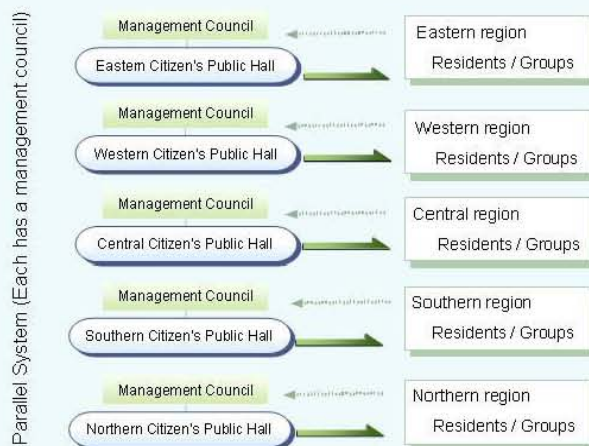 Parallel System (Each has a management council)
Management Council
Eastern Citizen's Public Hall
Eastern region
Residents / Groups
Management Council
Western Citizen's Public Hall
Western region
Residents / Groups
Management Council
Central Citizen's Public Hall
Central region
Residents / Groups
Management Council
Southern Citizen's Public Hall
Southern region
Residents / Groups
Management Council
Northern Citizen's Public Hall
Northern region
Residents / Groups